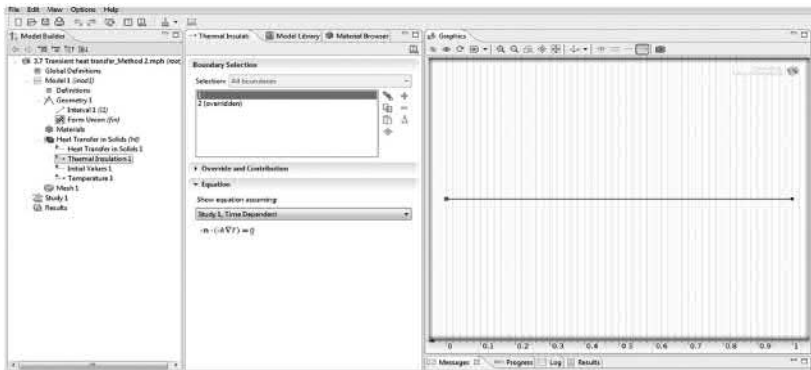 File Edit View Options Help
Model Builder
3.7 Transient heat transfer_Method 2.mph (root)
Global Definitions
Model 1 (mod1)
Definitions
Geometry 1
Interval 1 (i1)
Form Union (fin)
Materials
Heat Transfer in Solids (ht)
Heat Transfer in Solids 1
Thermal Insulation 1
Initial Values 1
Temperature 1
Mesh 1
Study 1
Results
Thermal Insulati
Model Library
Material Browser
Boundary Selection
Selection: All boundaries
1
2 (overridden)
Override and Contribution
Equation
Show equation assuming:
Study 1, Time Dependent
-n · (-k∇T) = 0
Graphics
0 0.1 0.2 0.3 0.4 0.5 0.6 0.7 0.8 0.9 1
Messages Progress Log Results